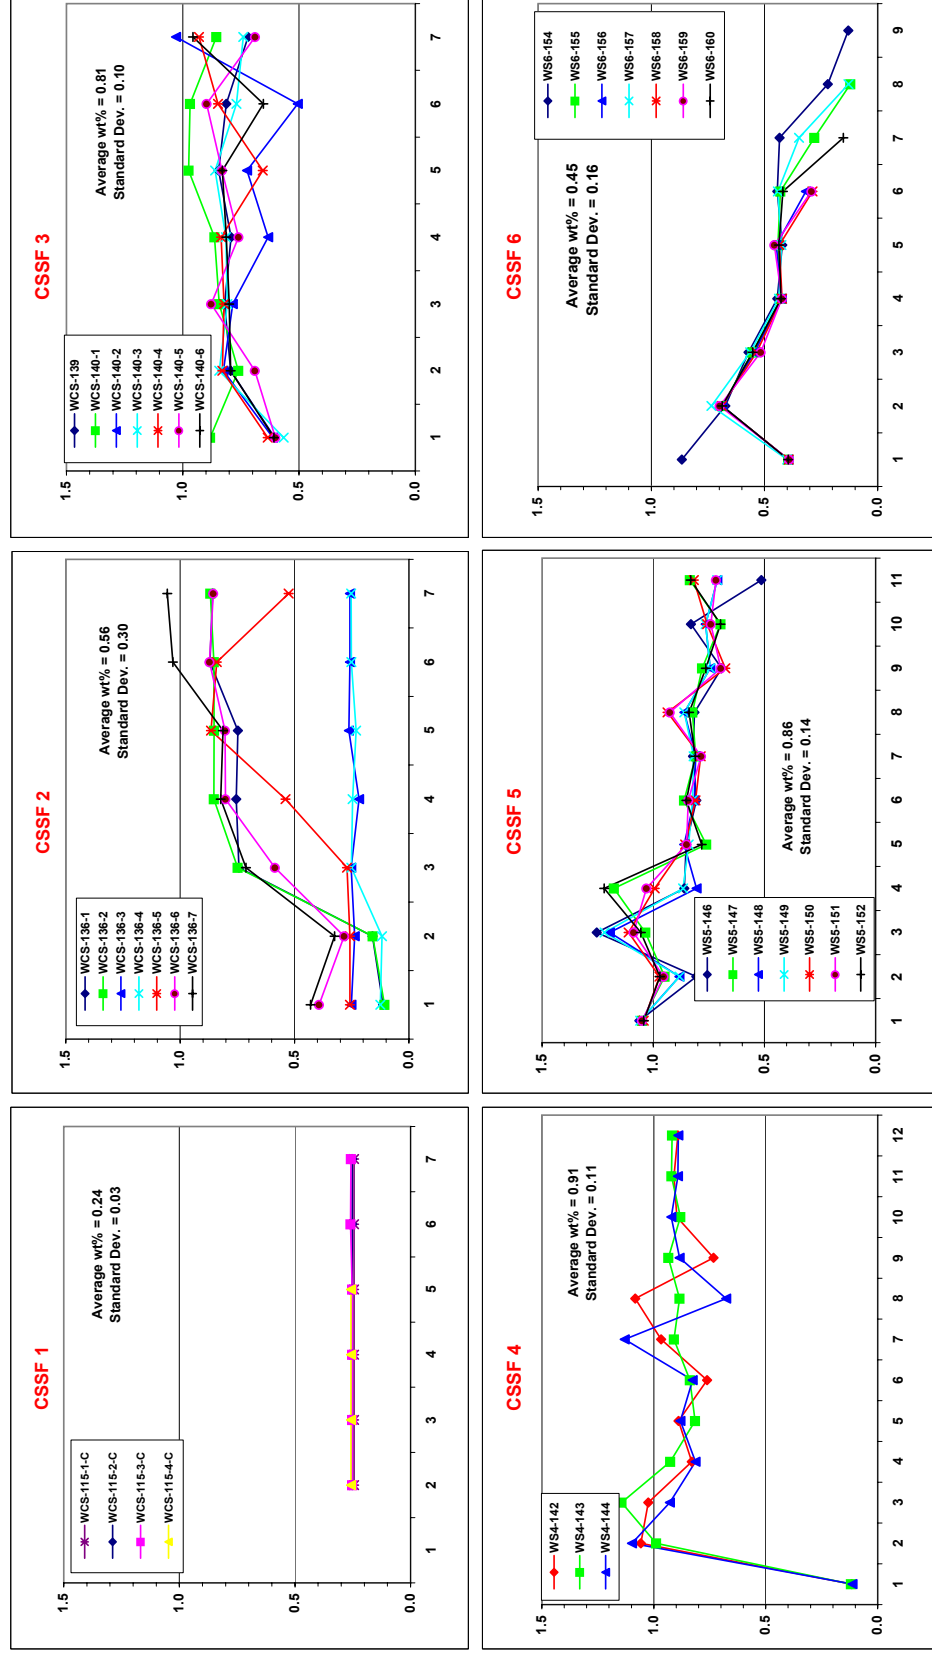 CSSF 1
Average wt% = 0.24
Standard Dev. = 0.03
WCS-1115-1-C
WCS-1115-2-C
WCS-1115-3-C
WCS-1115-4-C
1.5
1.0
0.5
0.0
1 2 3 4 5 6 7
CSSF 2
Average wt% = 0.56
Standard Dev. = 0.30
WCS-136-1
WCS-136-2
WCS-136-3
WCS-136-4
WCS-136-5
WCS-136-6
WCS-136-7
1.5
1.0
0.5
0.0
1 2 3 4 5 6 7
CSSF 3
Average wt% = 0.81
Standard Dev. = 0.10
WCS-139
WCS-140-1
WCS-140-2
WCS-140-3
WCS-140-4
WCS-140-5
WCS-140-6
1.5
1.0
0.5
0.0
1 2 3 4 5 6 7
CSSF 4
Average wt% = 0.91
Standard Dev. = 0.11
WS4-142
WS4-143
WS4-144
1.5
1.0
0.5
0.0
1 2 3 4 5 6 7 8 9 10 11 12
CSSF 5
Average wt% = 0.86
Standard Dev. = 0.14
WS5-146
WS5-147
WS5-148
WS5-149
WS5-150
WS5-151
WS5-152
1.5
1.0
0.5
0.0
1 2 3 4 5 6 7 8 9 10 11
CSSF 6
Average wt% = 0.45
Standard Dev. = 0.16
WS6-154
WS6-155
WS6-156
WS6-157
WS6-158
WS6-159
WS6-160
1.5
1.0
0.5
0.0
1 2 3 4 5 6 7 8 9